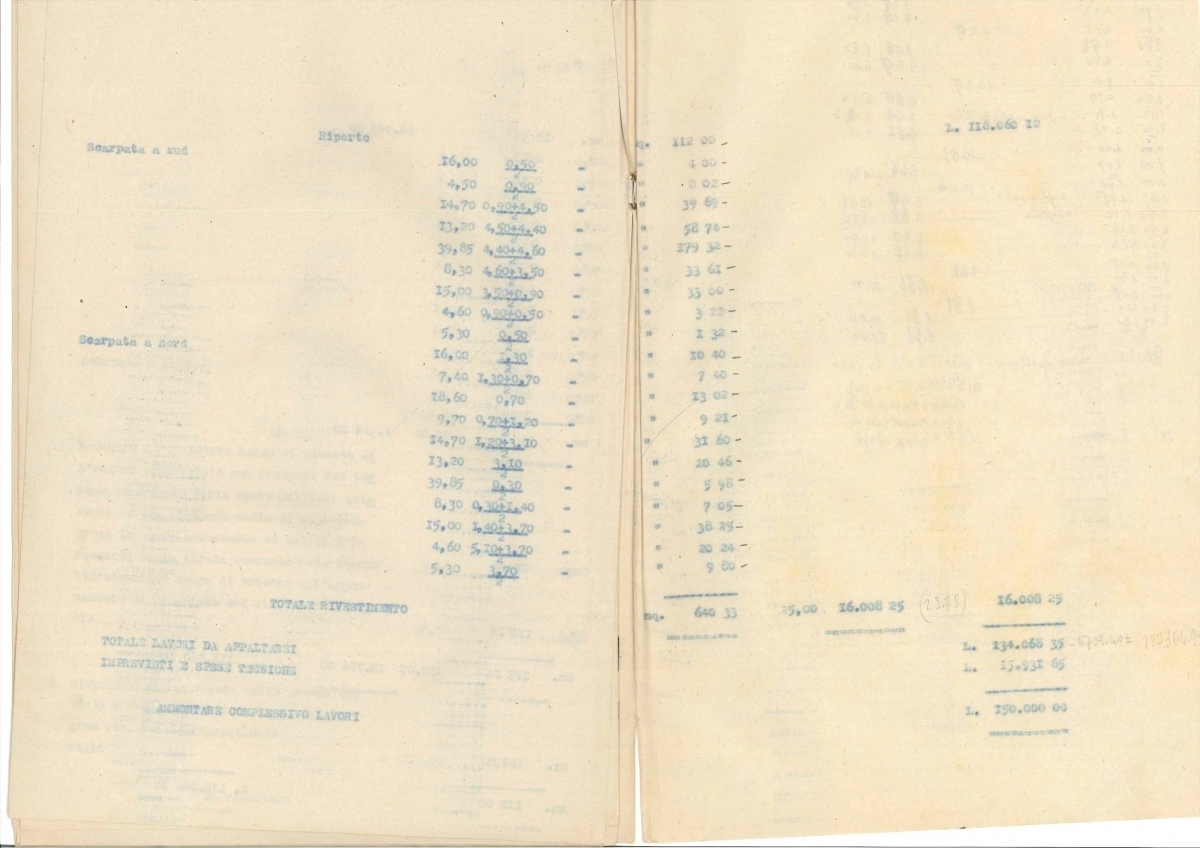 Riporto mq. 112 00 - L. 118.060 10
Scarpata a sud
16,00 0,50/2 " 4 00 -
4,50 0,90/2 " 2 02 -
14,70 0,90+4,50/2 " 39 69 -
13,20 4,50+4,40/2 " 58 74 -
39,85 4,40+4,60/2 " 179 32 -
8,30 4,60+3,50/2 " 33 61 -
15,00 3,50+0,90/2 " 33 00 -
4,60 0,90+0,50/2 " 3 22 -
5,30 0,50/2 " 1 32 -
Scarpata a nord
16,00 1,30/2 " 10 40 -
7,40 1,30+0,70/2 " 7 40 -
18,60 0,70 " 13 02 -
9,70 0,70+1,20/2 " 9 21 -
14,70 1,20+3,10/2 " 31 60 -
13,20 3,10/2 " 20 46 -
39,85 0,30/2 " 5 98 -
8,30 0,30+1,40/2 " 7 05 -
15,00 1,40+3,70/2 " 38 25 -
4,60 5,10+3,70/2 " 20 24 -
5,30 3,70/2 " 9 80 -
TOTALE RIVESTIMENTO mq. 640 33 25,00 16.008 25 (23.75) 16.008 25
TOTALE LAVORI DA APPALTARSI L. 134.068 35
IMPREVISTI E SPESE TECNICHE L. 15.931 65
AMMONTARE COMPLESSIVO LAVORI L. 150.000 00